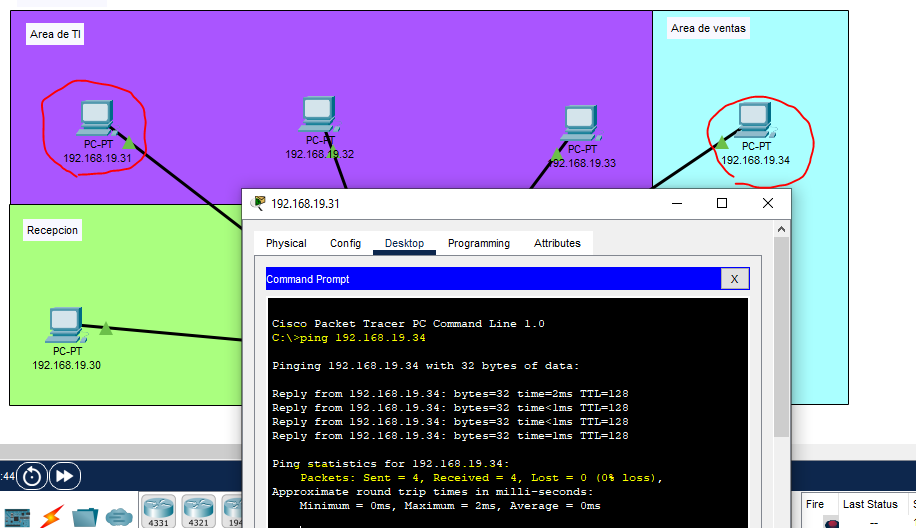 Area de TI
Area de ventas
PC-PT
192.168.19.31
PC-PT
192.168.19.32
PC-PT
192.168.19.33
PC-PT
192.168.19.34
Recepcion
PC-PT
192.168.19.30
192.168.19.31
Physical Config Desktop Programming Attributes
Command Prompt X
Cisco Packet Tracer PC Command Line 1.0
C:\>ping 192.168.19.34
Pinging 192.168.19.34 with 32 bytes of data:
Reply from 192.168.19.34: bytes=32 time=2ms TTL=128
Reply from 192.168.19.34: bytes=32 time<1ms TTL=128
Reply from 192.168.19.34: bytes=32 time<1ms TTL=128
Reply from 192.168.19.34: bytes=32 time=1ms TTL=128
Ping statistics for 192.168.19.34:
Packets: Sent = 4, Received = 4, Lost = 0 (0% loss),
Approximate round trip times in milli-seconds:
Minimum = 0ms, Maximum = 2ms, Average = 0ms
:44
4331 4321 194
Fire Last Status S
--